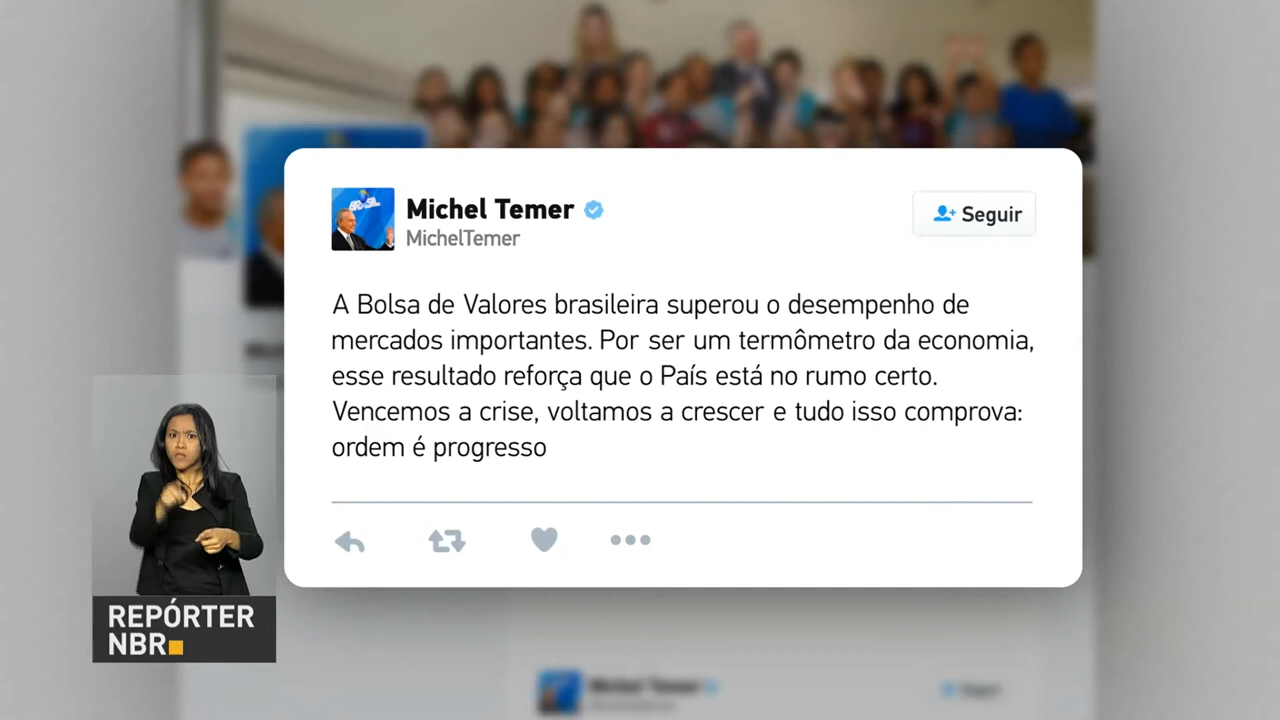 Michel Temer
MichelTemer
Seguir
A Bolsa de Valores brasileira superou o desempenho de
mercados importantes. Por ser um termômetro da economia,
esse resultado reforça que o País está no rumo certo.
Vencemos a crise, voltamos a crescer e tudo isso comprova:
ordem é progresso
REPÓRTER
NBR
Michel Temer